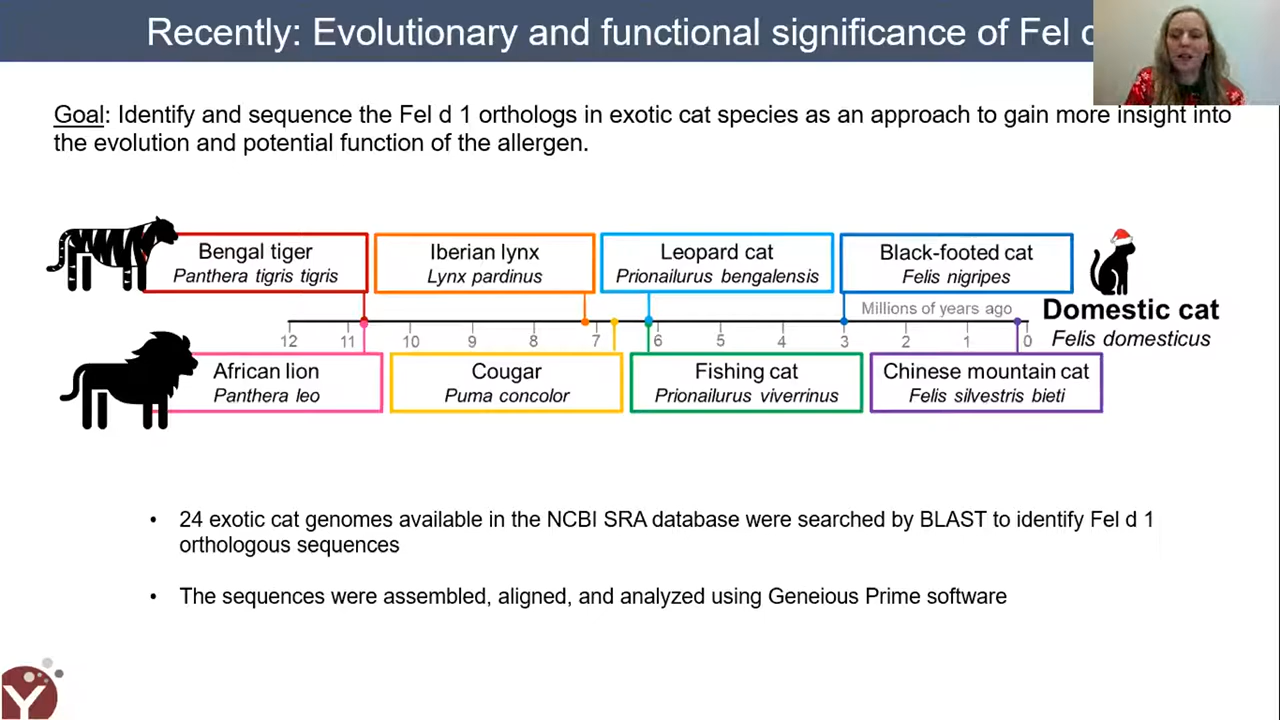 Recently: Evolutionary and functional significance of Fel d
Goal: Identify and sequence the Fel d 1 orthologs in exotic cat species as an approach to gain more insight into
the evolution and potential function of the allergen.
Bengal tiger
Panthera tigris tigris
Iberian lynx
Lynx pardinus
Leopard cat
Prionailurus bengalensis
Black-footed cat
Felis nigripes
Millions of years ago
12 11 10 9 8 7 6 5 4 3 2 1 0
Domestic cat
Felis domesticus
African lion
Panthera leo
Cougar
Puma concolor
Fishing cat
Prionailurus viverrinus
Chinese mountain cat
Felis silvestris bieti
• 24 exotic cat genomes available in the NCBI SRA database were searched by BLAST to identify Fel d 1
orthologous sequences
• The sequences were assembled, aligned, and analyzed using Geneious Prime software
Y